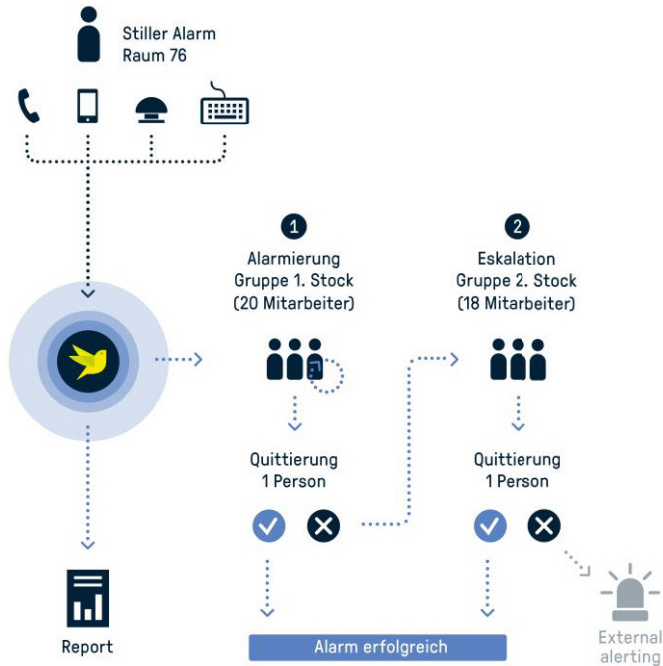 Stiller Alarm
Raum 76
1
Alarmierung
Gruppe 1. Stock
(20 Mitarbeiter)
2
Eskalation
Gruppe 2. Stock
(18 Mitarbeiter)
Quittierung
1 Person
Quittierung
1 Person
Report
Alarm erfolgreich
External
alerting